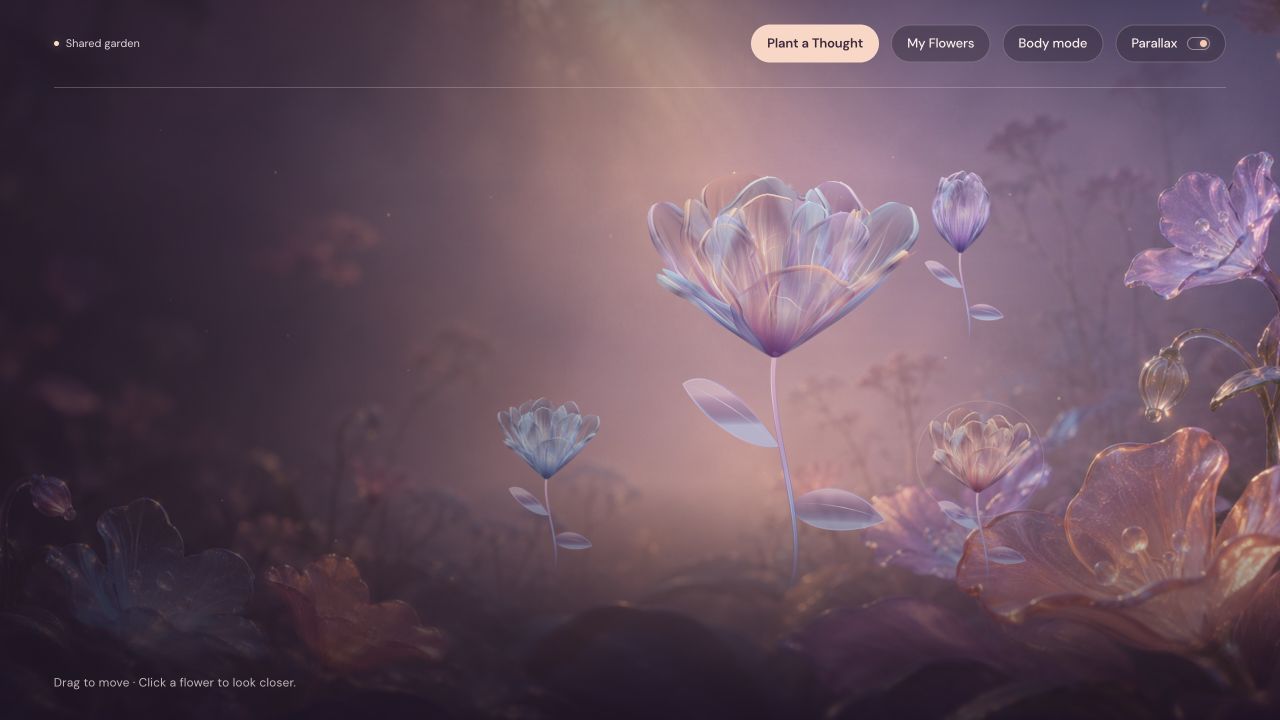 Shared garden
Plant a Thought
My Flowers
Body mode
Parallax
Drag to move · Click a flower to look closer.